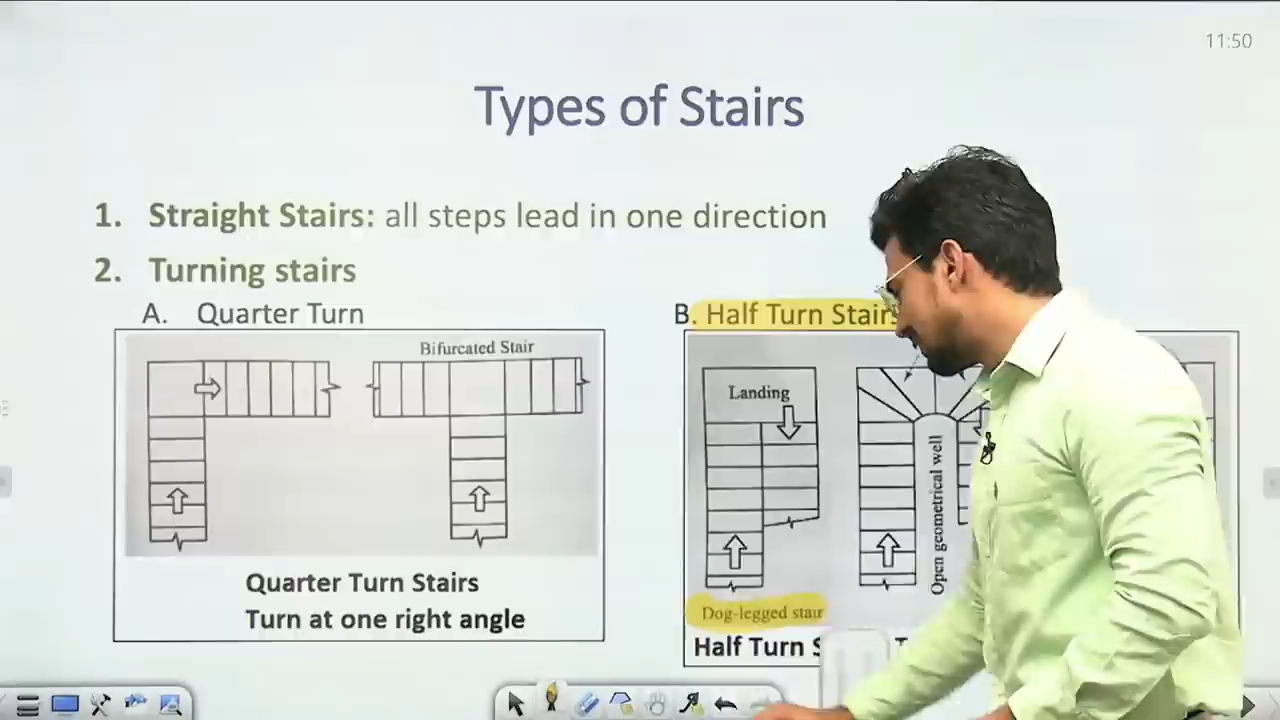 11:50
Types of Stairs
1. Straight Stairs: all steps lead in one direction
2. Turning stairs
A. Quarter Turn
Bifurcated Stair
Quarter Turn Stairs
Turn at one right angle
B. Half Turn Stairs
Landing
Open geometrical well
Dog-legged stair
Half Turn